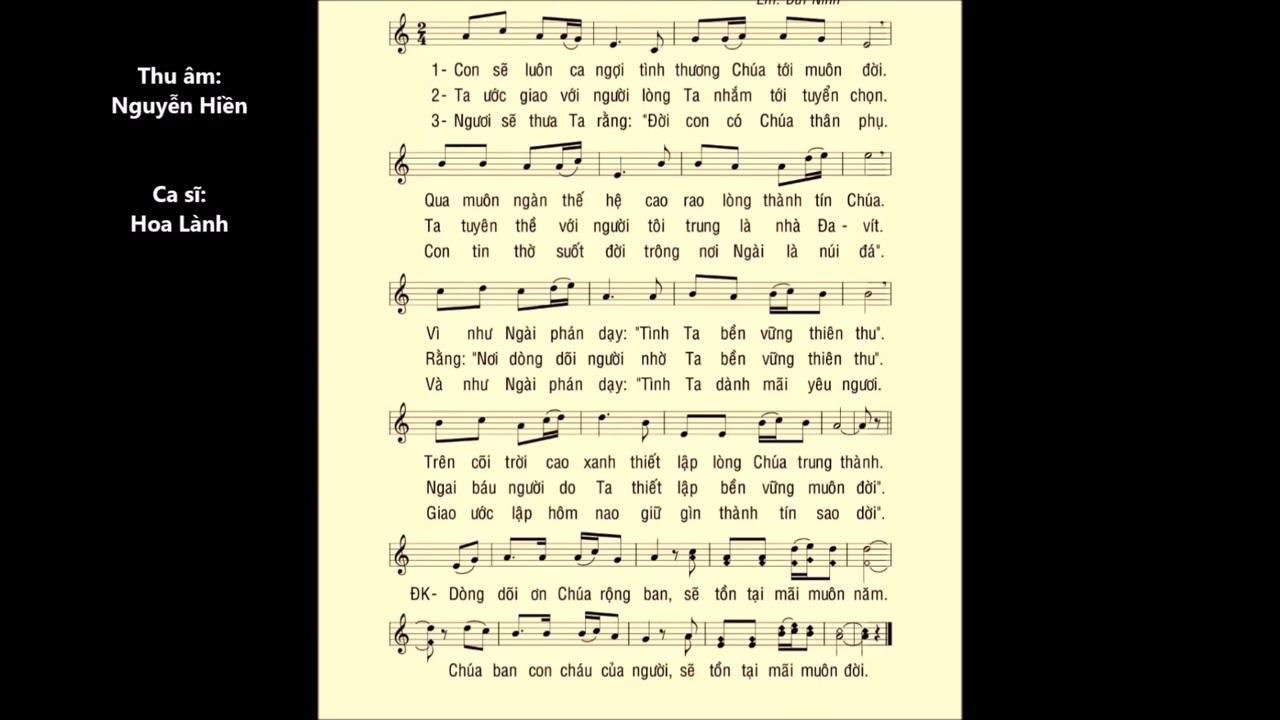 Thu âm:
Nguyễn Hiền
Ca sĩ:
Hoa Lành
2
4
1- Con sẽ luôn ca ngợi tình thương Chúa tới muôn đời.
2- Ta ước giao với người lòng Ta nhắm tới tuyển chọn.
3- Ngươi sẽ thưa Ta rằng: "Đời con có Chúa thân phụ.
Qua muôn ngàn thế hệ cao rao lòng thành tín Chúa.
Ta tuyên thề với người tôi trung là nhà Đa - vít.
Con tin thờ suốt đời trông nơi Ngài là núi đá".
Vì như Ngài phán dạy: "Tình Ta bền vững thiên thu".
Rằng: "Nơi dòng dõi người nhờ Ta bền vững thiên thu".
Và như Ngài phán dạy: "Tình Ta dành mãi yêu ngươi.
Trên cõi trời cao xanh thiết lập lòng Chúa trung thành.
Ngai báu người do Ta thiết lập bền vững muôn đời".
Giao ước lập hôm nao giữ gìn thành tín sao dời".
ĐK- Dòng dõi ơn Chúa rộng ban, sẽ tồn tại mãi muôn năm.
Chúa ban con cháu của người, sẽ tồn tại mãi muôn đời.